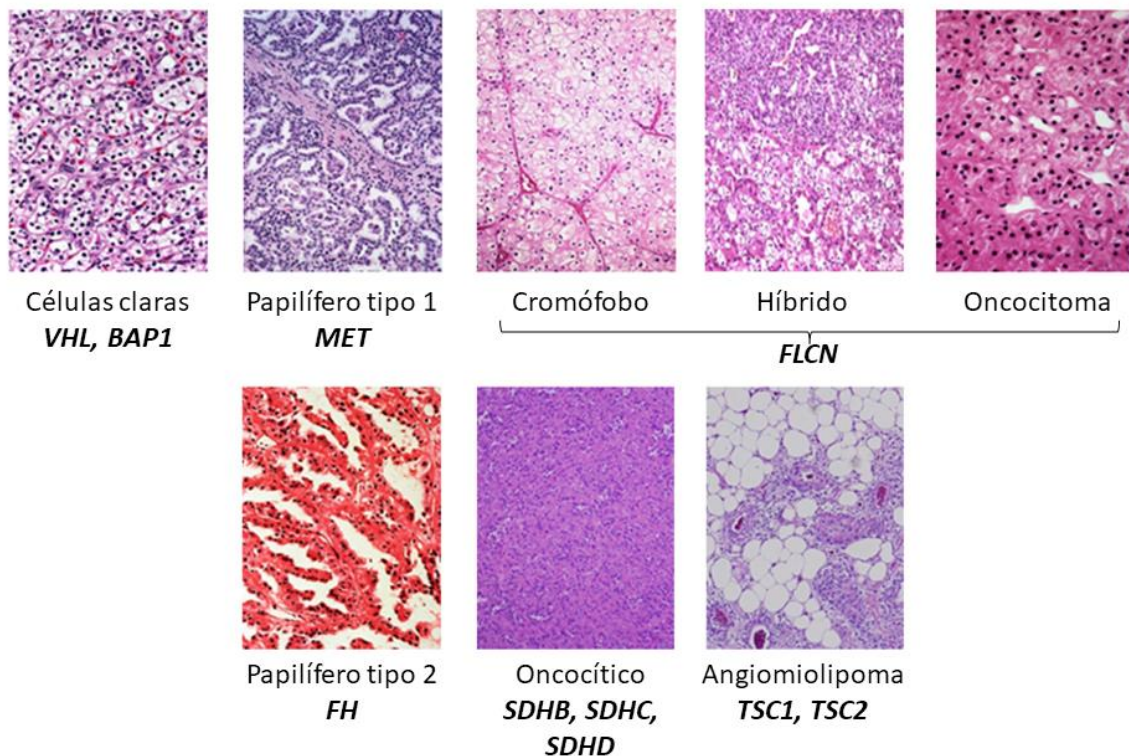 Células claras
VHL, BAP1
Papilífero tipo 1
MET
Cromófobo
Híbrido
Oncocitoma
FLCN
Papilífero tipo 2
FH
Oncocítico
SDHB, SDHC,
SDHD
Angiomiolipoma
TSC1, TSC2